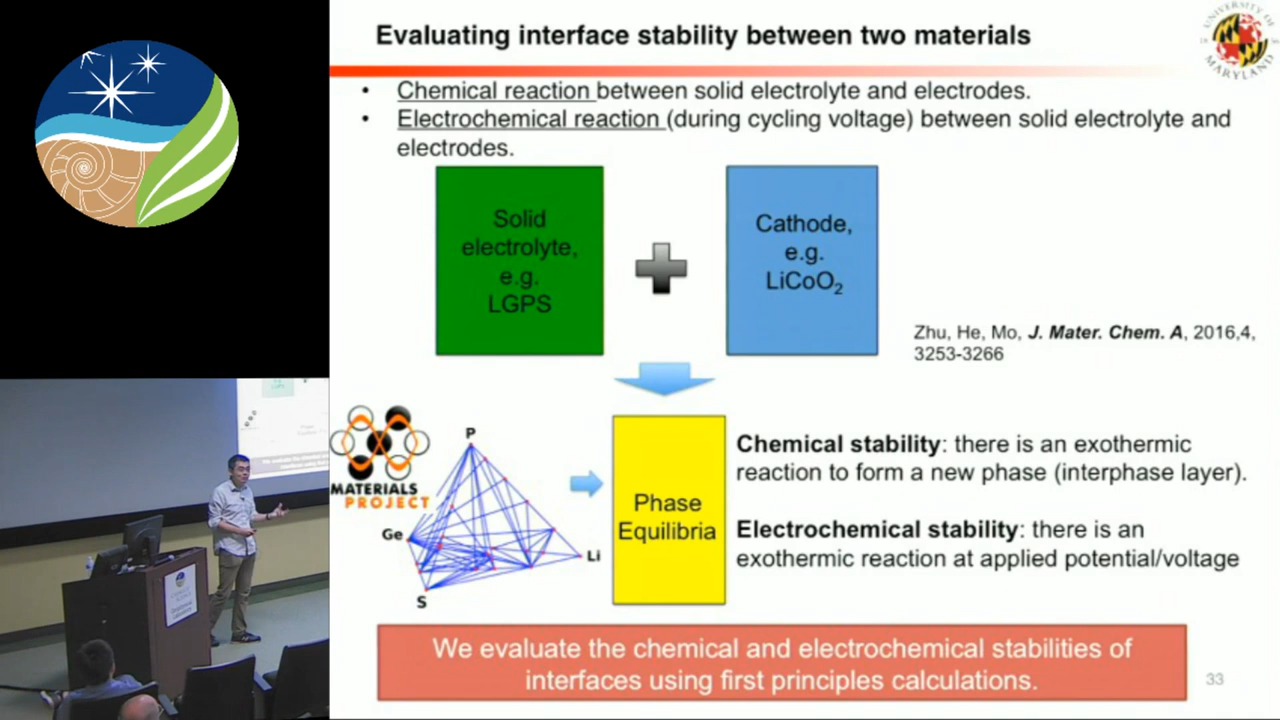 Evaluating interface stability between two materials
UNIVERSITY OF
MARYLAND
• Chemical reaction between solid electrolyte and electrodes.
• Electrochemical reaction (during cycling voltage) between solid electrolyte and
electrodes.
Solid
electrolyte,
e.g.
LGPS
Cathode,
e.g.
LiCoO₂
Zhu, He, Mo, J. Mater. Chem. A, 2016,4,
3253-3266
MATERIALS
PROJECT
P
Ge
Li
S
Phase
Equilibria
Chemical stability: there is an exothermic
reaction to form a new phase (interphase layer).
Electrochemical stability: there is an
exothermic reaction at applied potential/voltage
We evaluate the chemical and electrochemical stabilities of
interfaces using first principles calculations.
33